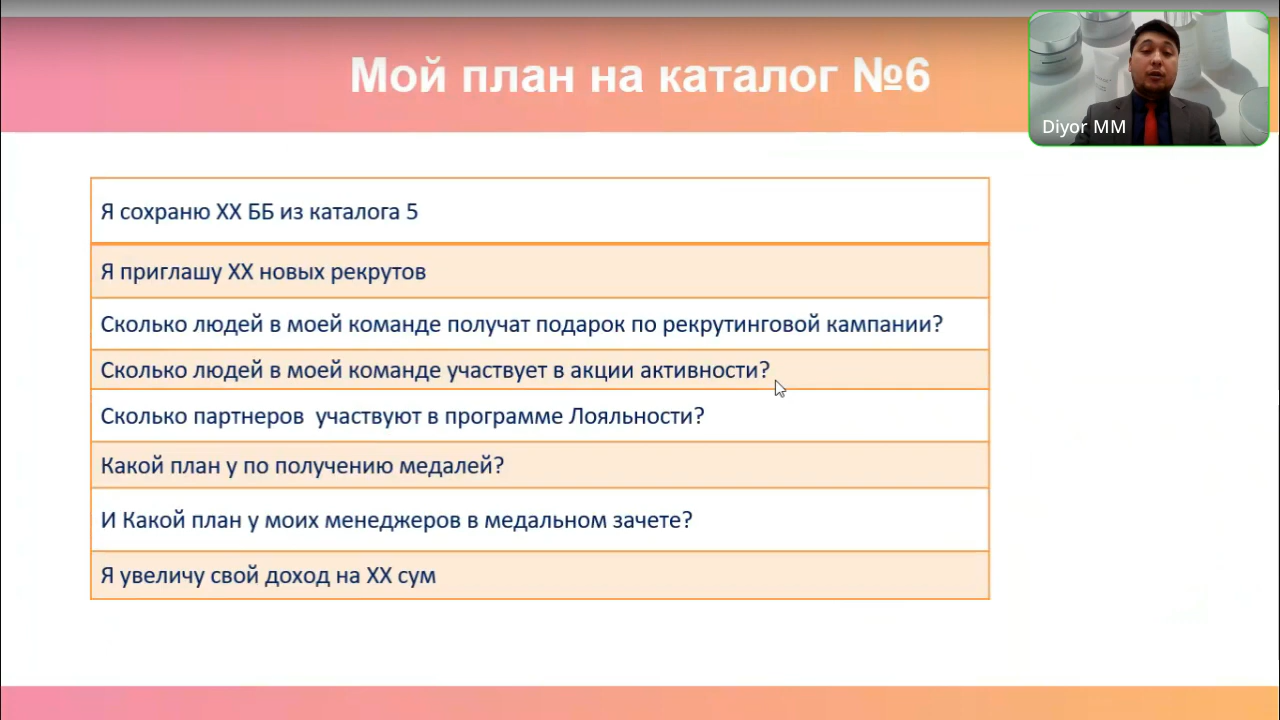 Мой план на каталог №6
Diyor MM
Я сохраню ХХ ББ из каталога 5
Я приглашу ХХ новых рекрутов
Сколько людей в моей команде получат подарок по рекрутинговой кампании?
Сколько людей в моей команде участвует в акции активности?
Сколько партнеров  участвуют в программе Лояльности?
Какой план у по получению медалей?
И Какой план у моих менеджеров в медальном зачете?
Я увеличу свой доход на ХХ сум